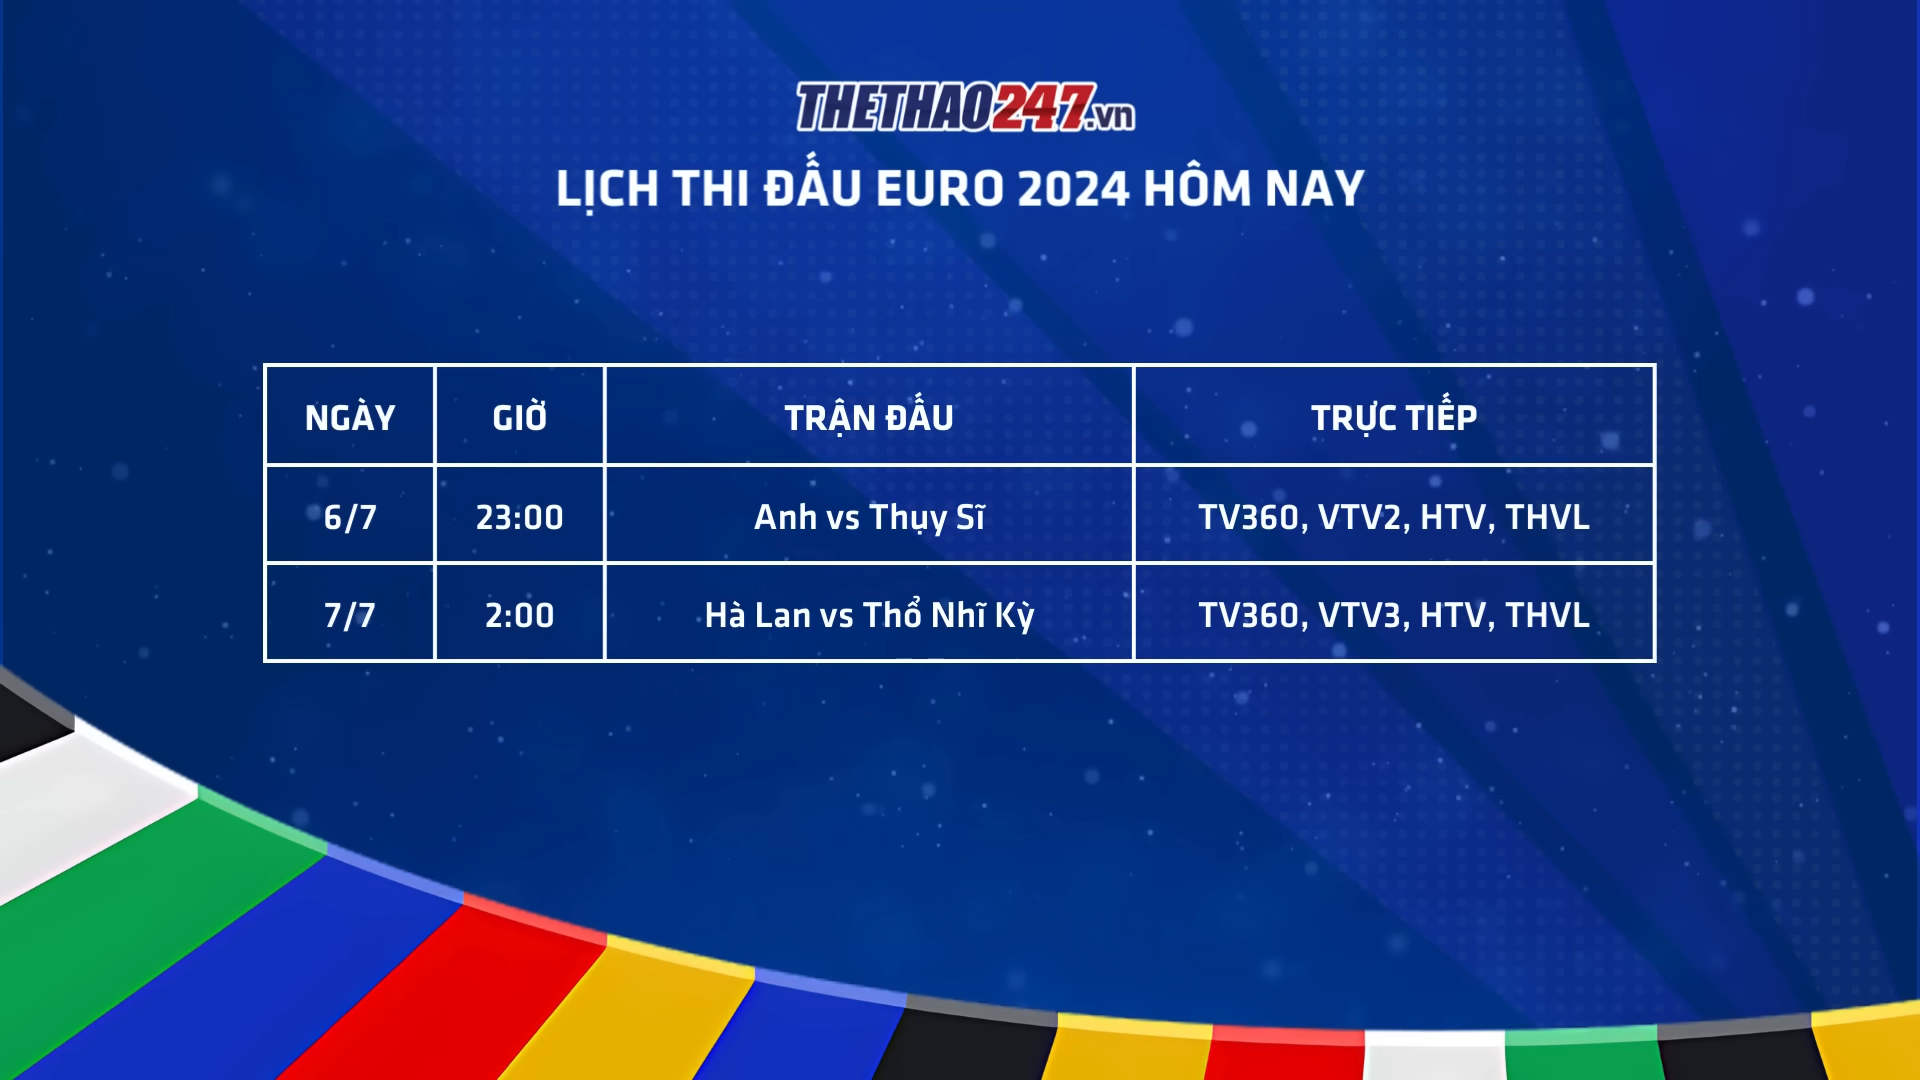 THETHAO247.vn
LỊCH THI ĐẤU EURO 2024 HÔM NAY
NGÀY GIỜ TRẬN ĐẤU TRỰC TIẾP
6/7 23:00 Anh vs Thụy Sĩ TV360, VTV2, HTV, THVL
7/7 2:00 Hà Lan vs Thổ Nhĩ Kỳ TV360, VTV3, HTV, THVL